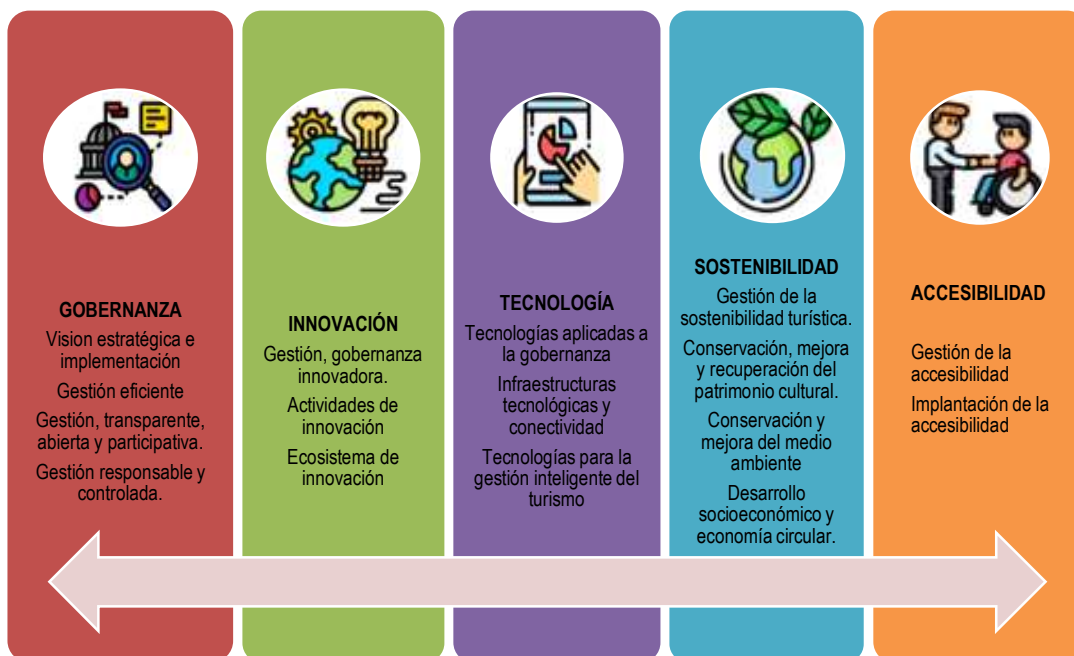 GOBERNANZA
Vision estratégica e
implementación
Gestión eficiente
Gestión, transparente,
abierta y participativa.
Gestión responsable y
controlada.
INNOVACIÓN
Gestión, gobernanza
innovadora.
Actividades de
innovación
Ecosistema de
innovación
TECNOLOGÍA
Tecnologías aplicadas a
la gobernanza
Infraestructuras
tecnológicas y
conectividad
Tecnologías para la
gestión inteligente del
turismo
SOSTENIBILIDAD
Gestión de la
sostenibilidad turística.
Conservación, mejora
y recuperación del
patrimonio cultural.
Conservación y
mejora del medio
ambiente
Desarrollo
socioeconómico y
economía circular.
ACCESIBILIDAD
Gestión de la
accesibilidad
Implantación de la
accesibilidad